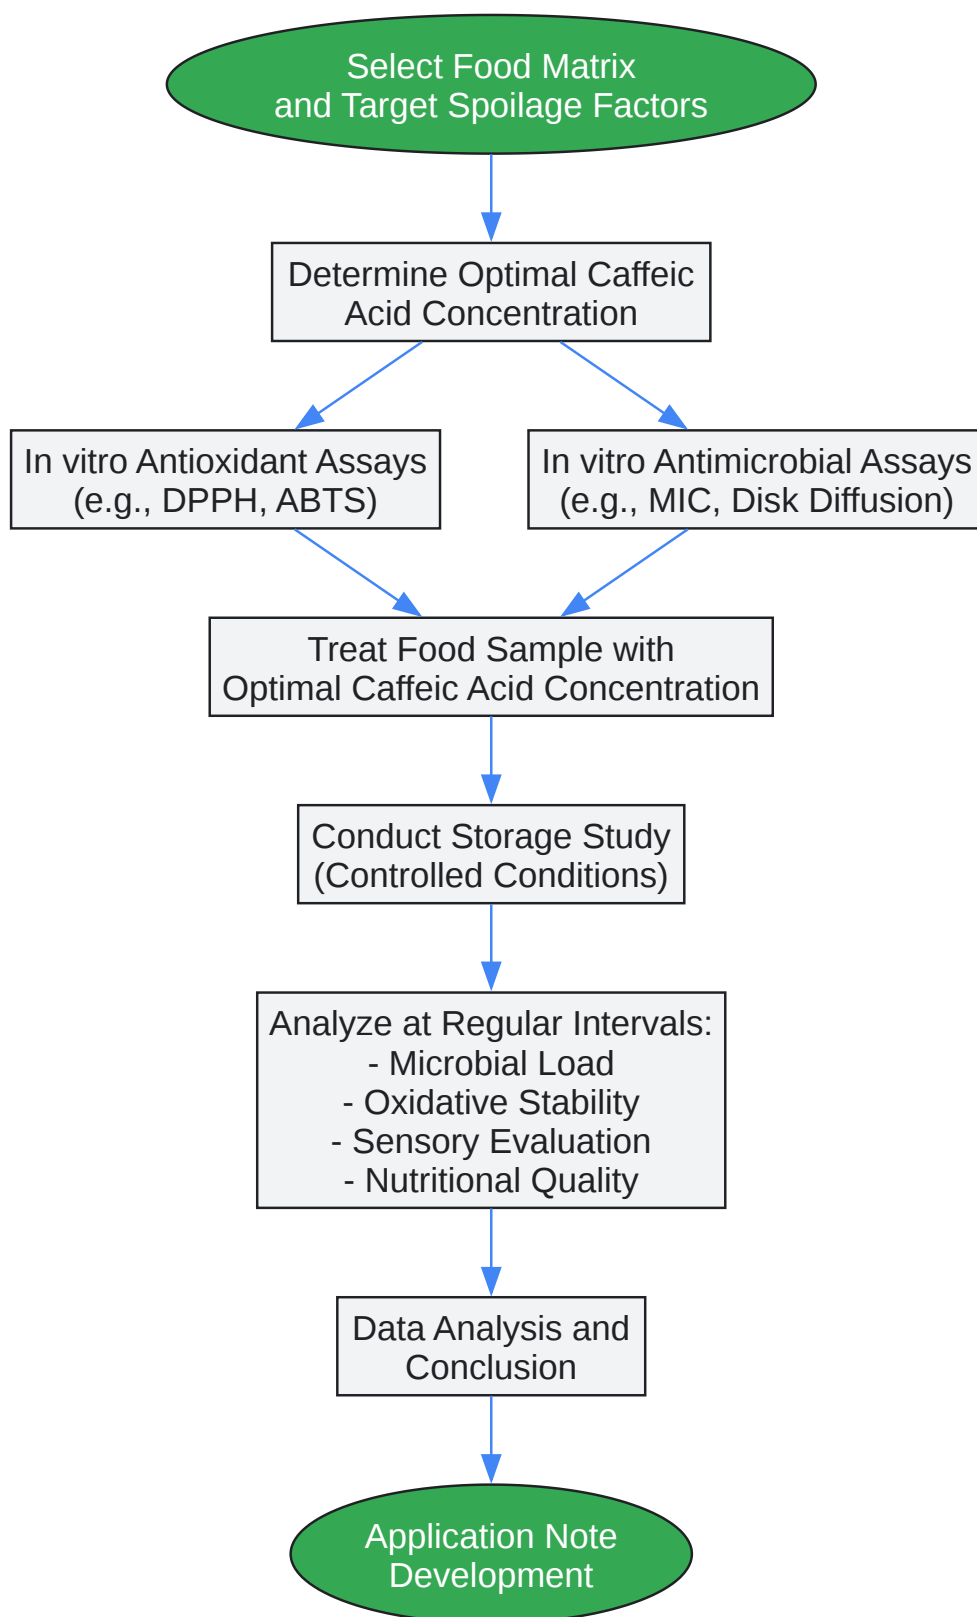 Select Food Matrix
and Target Spoilage Factors
Determine Optimal Caffeic
Acid Concentration
In vitro Antioxidant Assays
(e.g., DPPH, ABTS)
In vitro Antimicrobial Assays
(e.g., MIC, Disk Diffusion)
Treat Food Sample with
Optimal Caffeic Acid Concentration
Conduct Storage Study
(Controlled Conditions)
Analyze at Regular Intervals:
- Microbial Load
- Oxidative Stability
- Sensory Evaluation
- Nutritional Quality
Data Analysis and
Conclusion
Application Note
Development